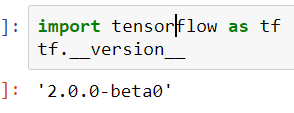 ]: import tensorflow as tf
tf.__version__
]: '2.0.0-beta0'